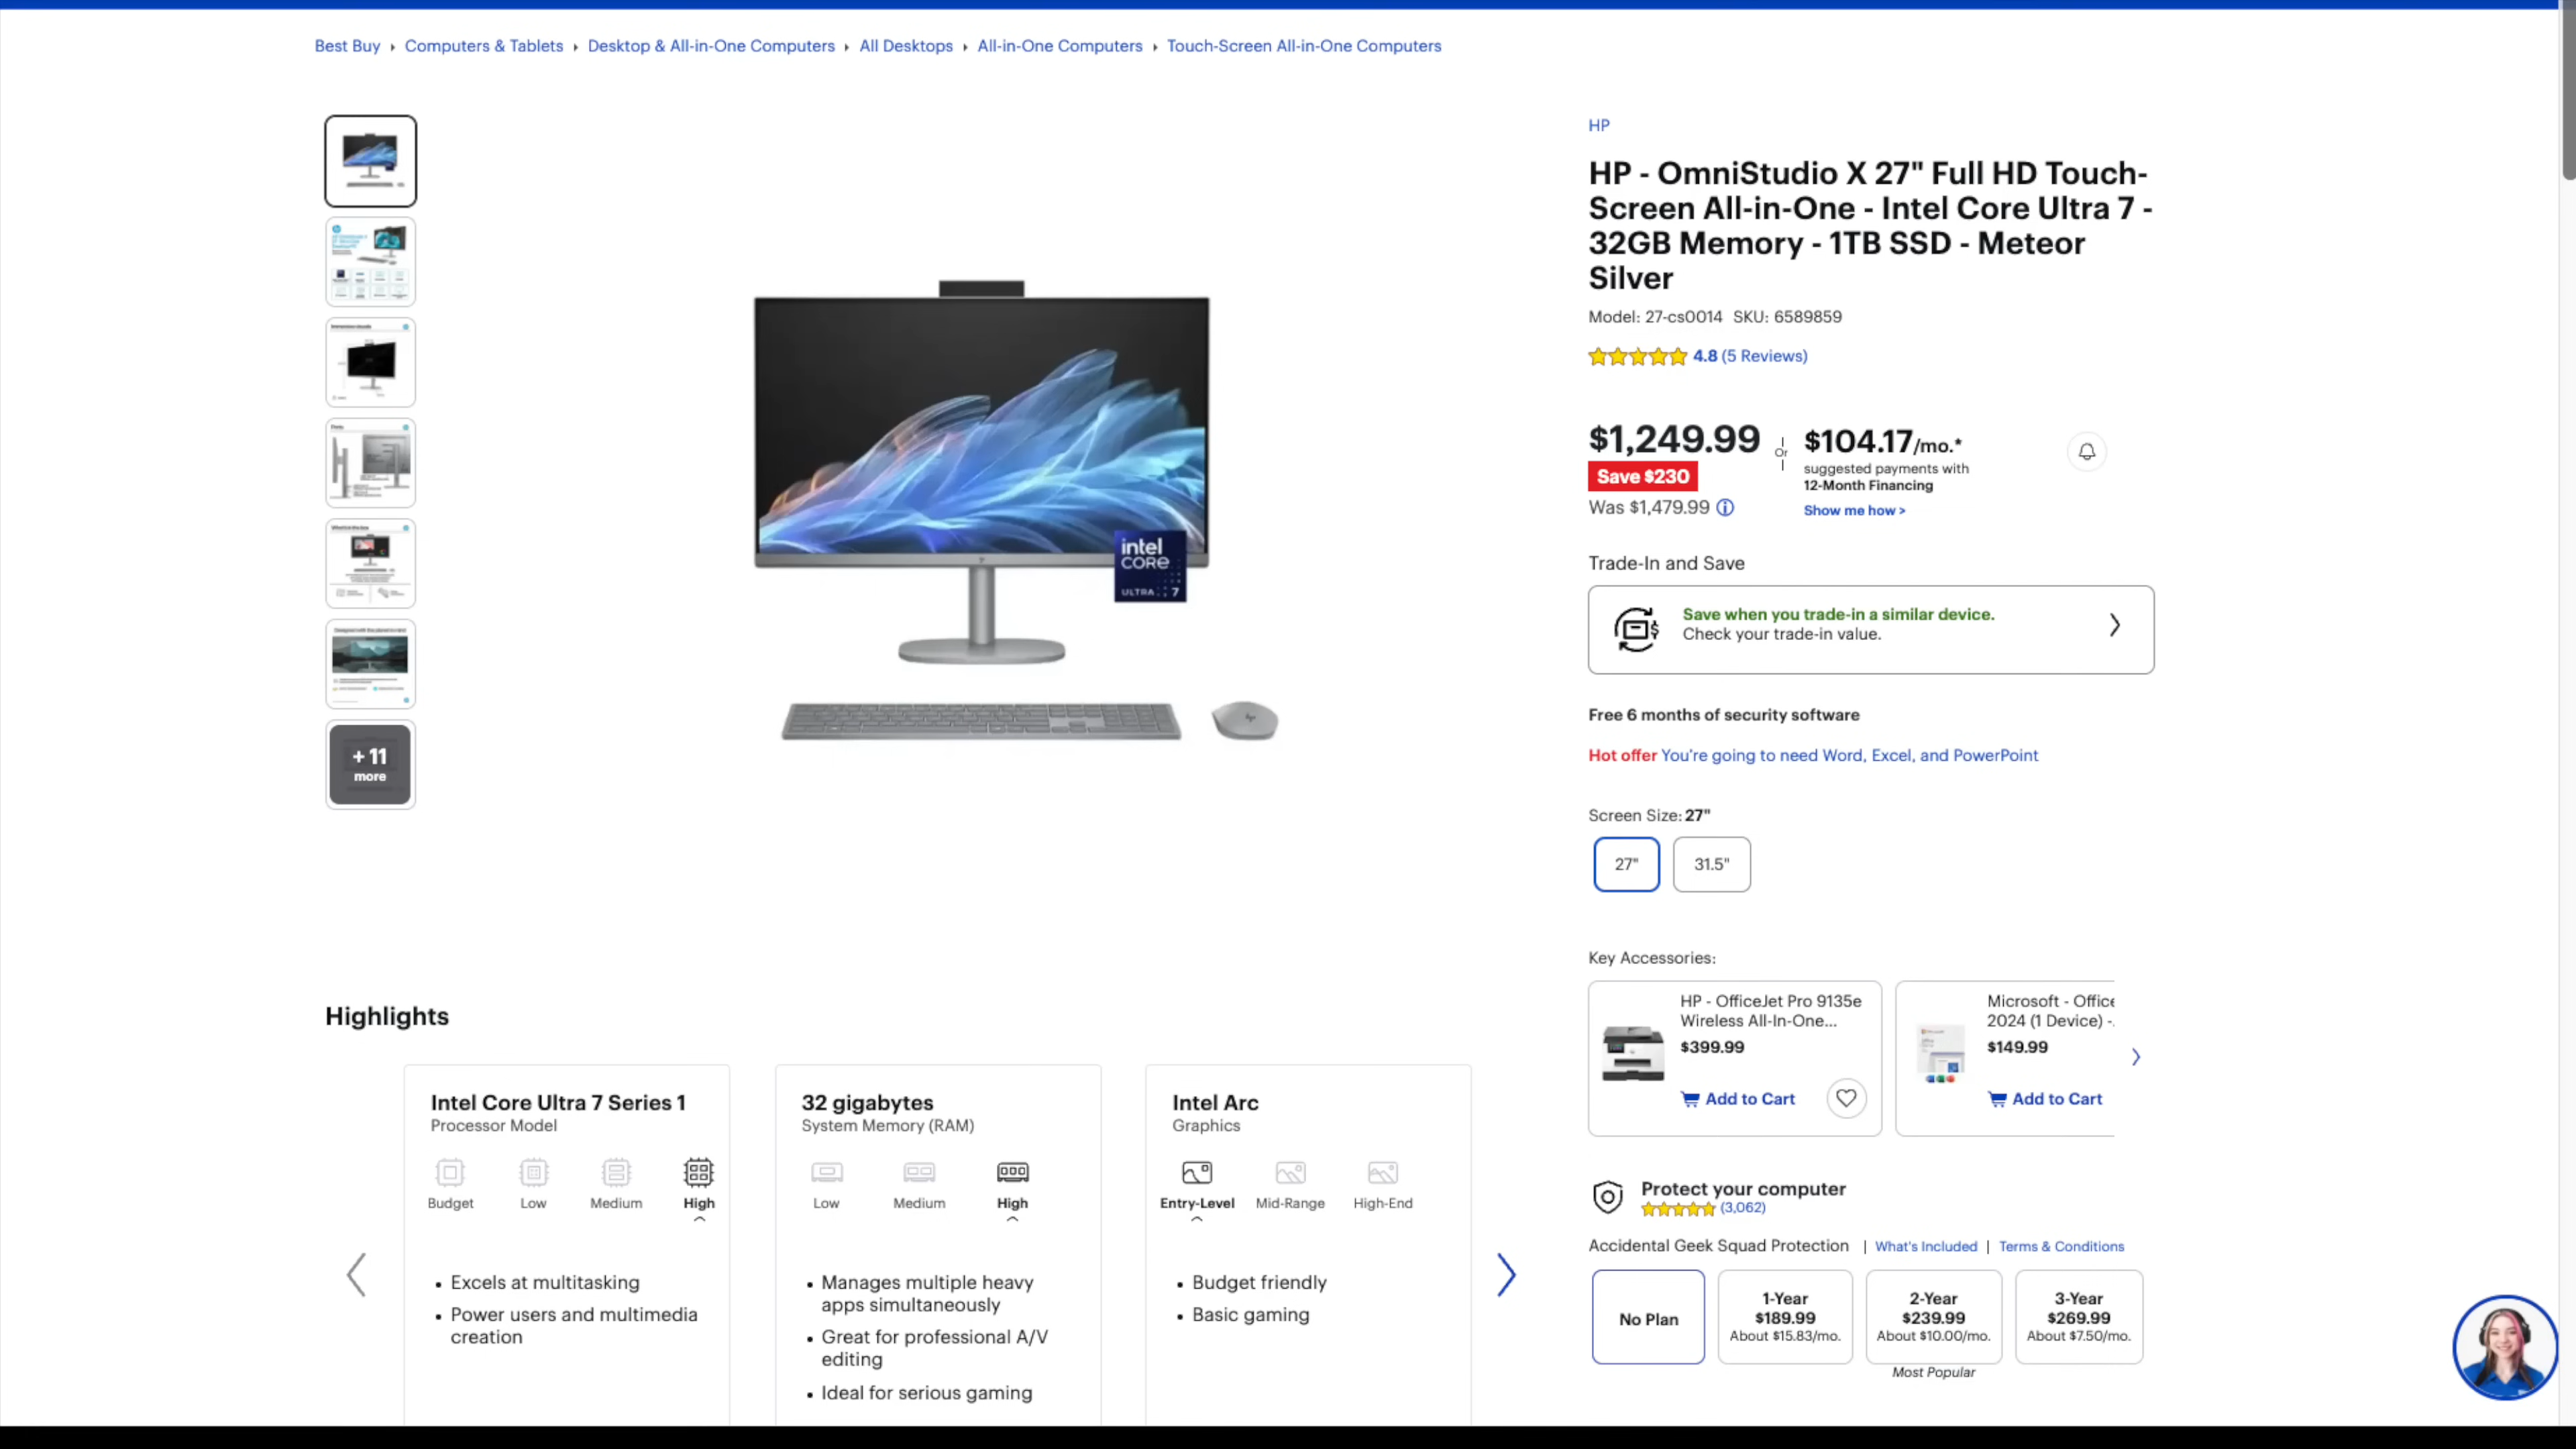 Best Buy
Computers & Tablets
Desktop & All-in-One Computers
All Desktops
All-in-One Computers
Touch-Screen All-in-One Computers
+ 11
more
intel
CORE
ULTRA 7
HP
HP - OmniStudio X 27" Full HD Touch-
Screen All-in-One - Intel Core Ultra 7 -
32GB Memory - 1TB SSD - Meteor
Silver
Model: 27-cs0014 SKU: 6589859
4.8 (5 Reviews)
$1,249.99
Save $230
Was $1,479.99
Or
$104.17/mo.*
suggested payments with
12-Month Financing
Show me how >
Trade-In and Save
Save when you trade-in a similar device.
Check your trade-in value.
Free 6 months of security software
Hot offer You're going to need Word, Excel, and PowerPoint
Screen Size: 27"
27"
31.5"
Key Accessories:
HP - OfficeJet Pro 9135e
Wireless All-In-One...
$399.99
Add to Cart
Microsoft - Office
2024 (1 Device) -
$149.99
Add to Cart
Protect your computer
(3,062)
Accidental Geek Squad Protection | What's Included | Terms & Conditions
No Plan
1-Year
$189.99
About $15.83/mo.
2-Year
$239.99
About $10.00/mo.
Most Popular
3-Year
$269.99
About $7.50/mo.
Highlights
Intel Core Ultra 7 Series 1
Processor Model
Budget
Low
Medium
High
• Excels at multitasking
• Power users and multimedia
creation
32 gigabytes
System Memory (RAM)
Low
Medium
High
• Manages multiple heavy
apps simultaneously
• Great for professional A/V
editing
• Ideal for serious gaming
Intel Arc
Graphics
Entry-Level
Mid-Range
High-End
• Budget friendly
• Basic gaming